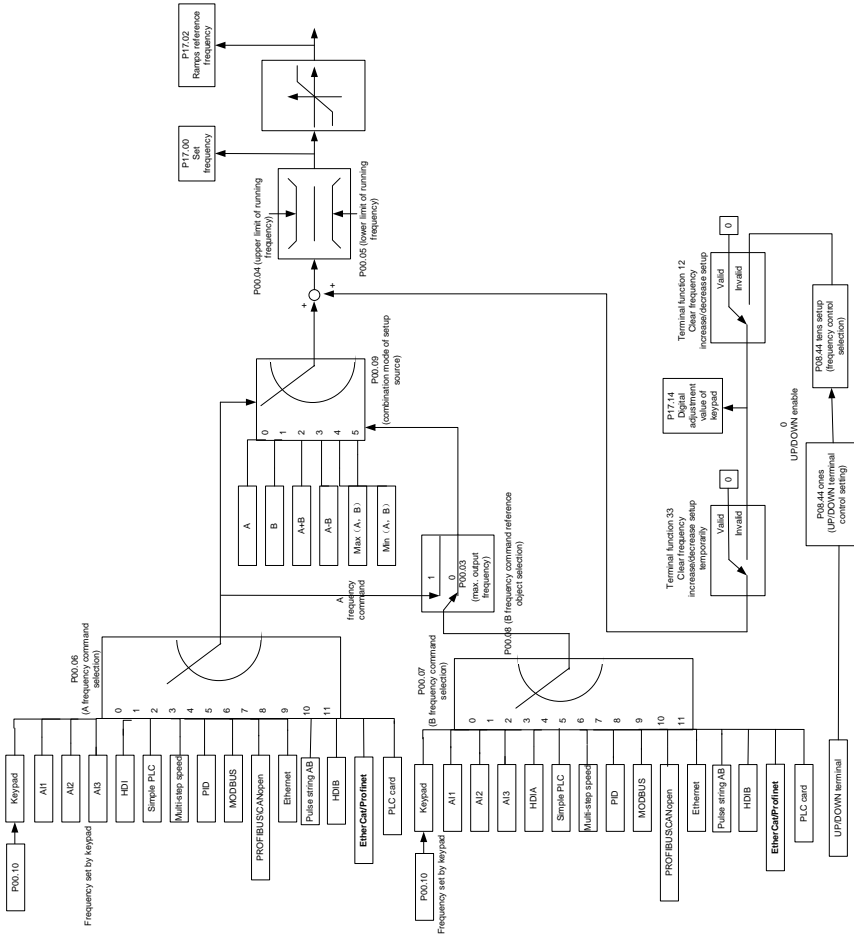 P00.10
Keypad
AI1
AI2
AI3
HDI
Simple PLC
Multi-step speed
PID
MODBUS
PROFIBUS\CANopen
Ethernet
Pulse string AB
HDIB
EtherCat/Profinet
PLC card
Frequency set by keypad
P00.06
(A frequency command
selection)
0
1
2
3
4
5
6
7
8
9
10
11
A
frequency
command
P00.10
Keypad
AI1
AI2
AI3
HDIA
Simple PLC
Multi-step speed
PID
MODBUS
PROFIBUS\CANopen
Ethernet
Pulse string AB
HDIB
EtherCat/Profinet
PLC card
Frequency set by keypad
P00.07
(B frequency command
selection)
0
1
2
3
4
5
6
7
8
9
10
11
P00.08 (B frequency command reference
object selection)
1
0
P00.03
(max. output
frequency)
A
B
A+B
A-B
Max（A，B）
Min（A，B）
0
1
2
3
4
5
P00.09
(combination mode of setup
source)
+
+
P00.04 (upper limit of running
frequency)
P00.05 (lower limit of running
frequency)
P17.00
Set
frequency
P17.02
Ramps reference
frequency
UP/DOWN terminal
P08.44 ones
(UP/DOWN terminal
control setting)
0
UP/DOWN enable
P08.44 tens setup
(frequency control
selection)
Terminal function 33
Clear frequency
increase/decrease setup
temporarily
Valid
Invalid
0
P17.14
Digital
adjustment
value of
keypad
Terminal function 12
Clear frequency
increase/decrease setup
Valid
Invalid
0